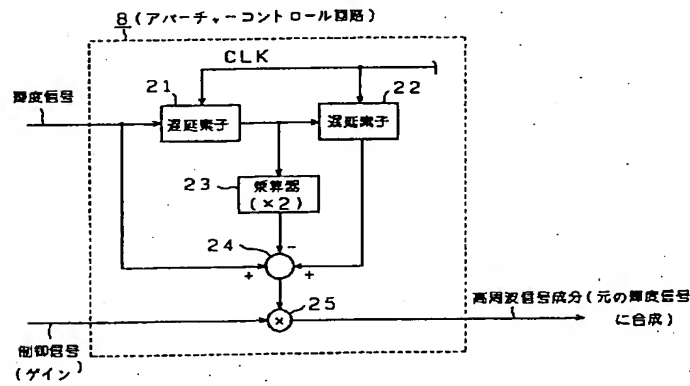 8(アパーチャーコントロール回路)
CLK
21
22
輝度信号
遅延素子
遅延素子
23
乗算器
(×2)
24
-
+
+
25
×
高周波信号成分(元の輝度信号
に合成)
制御信号
(ゲイン)